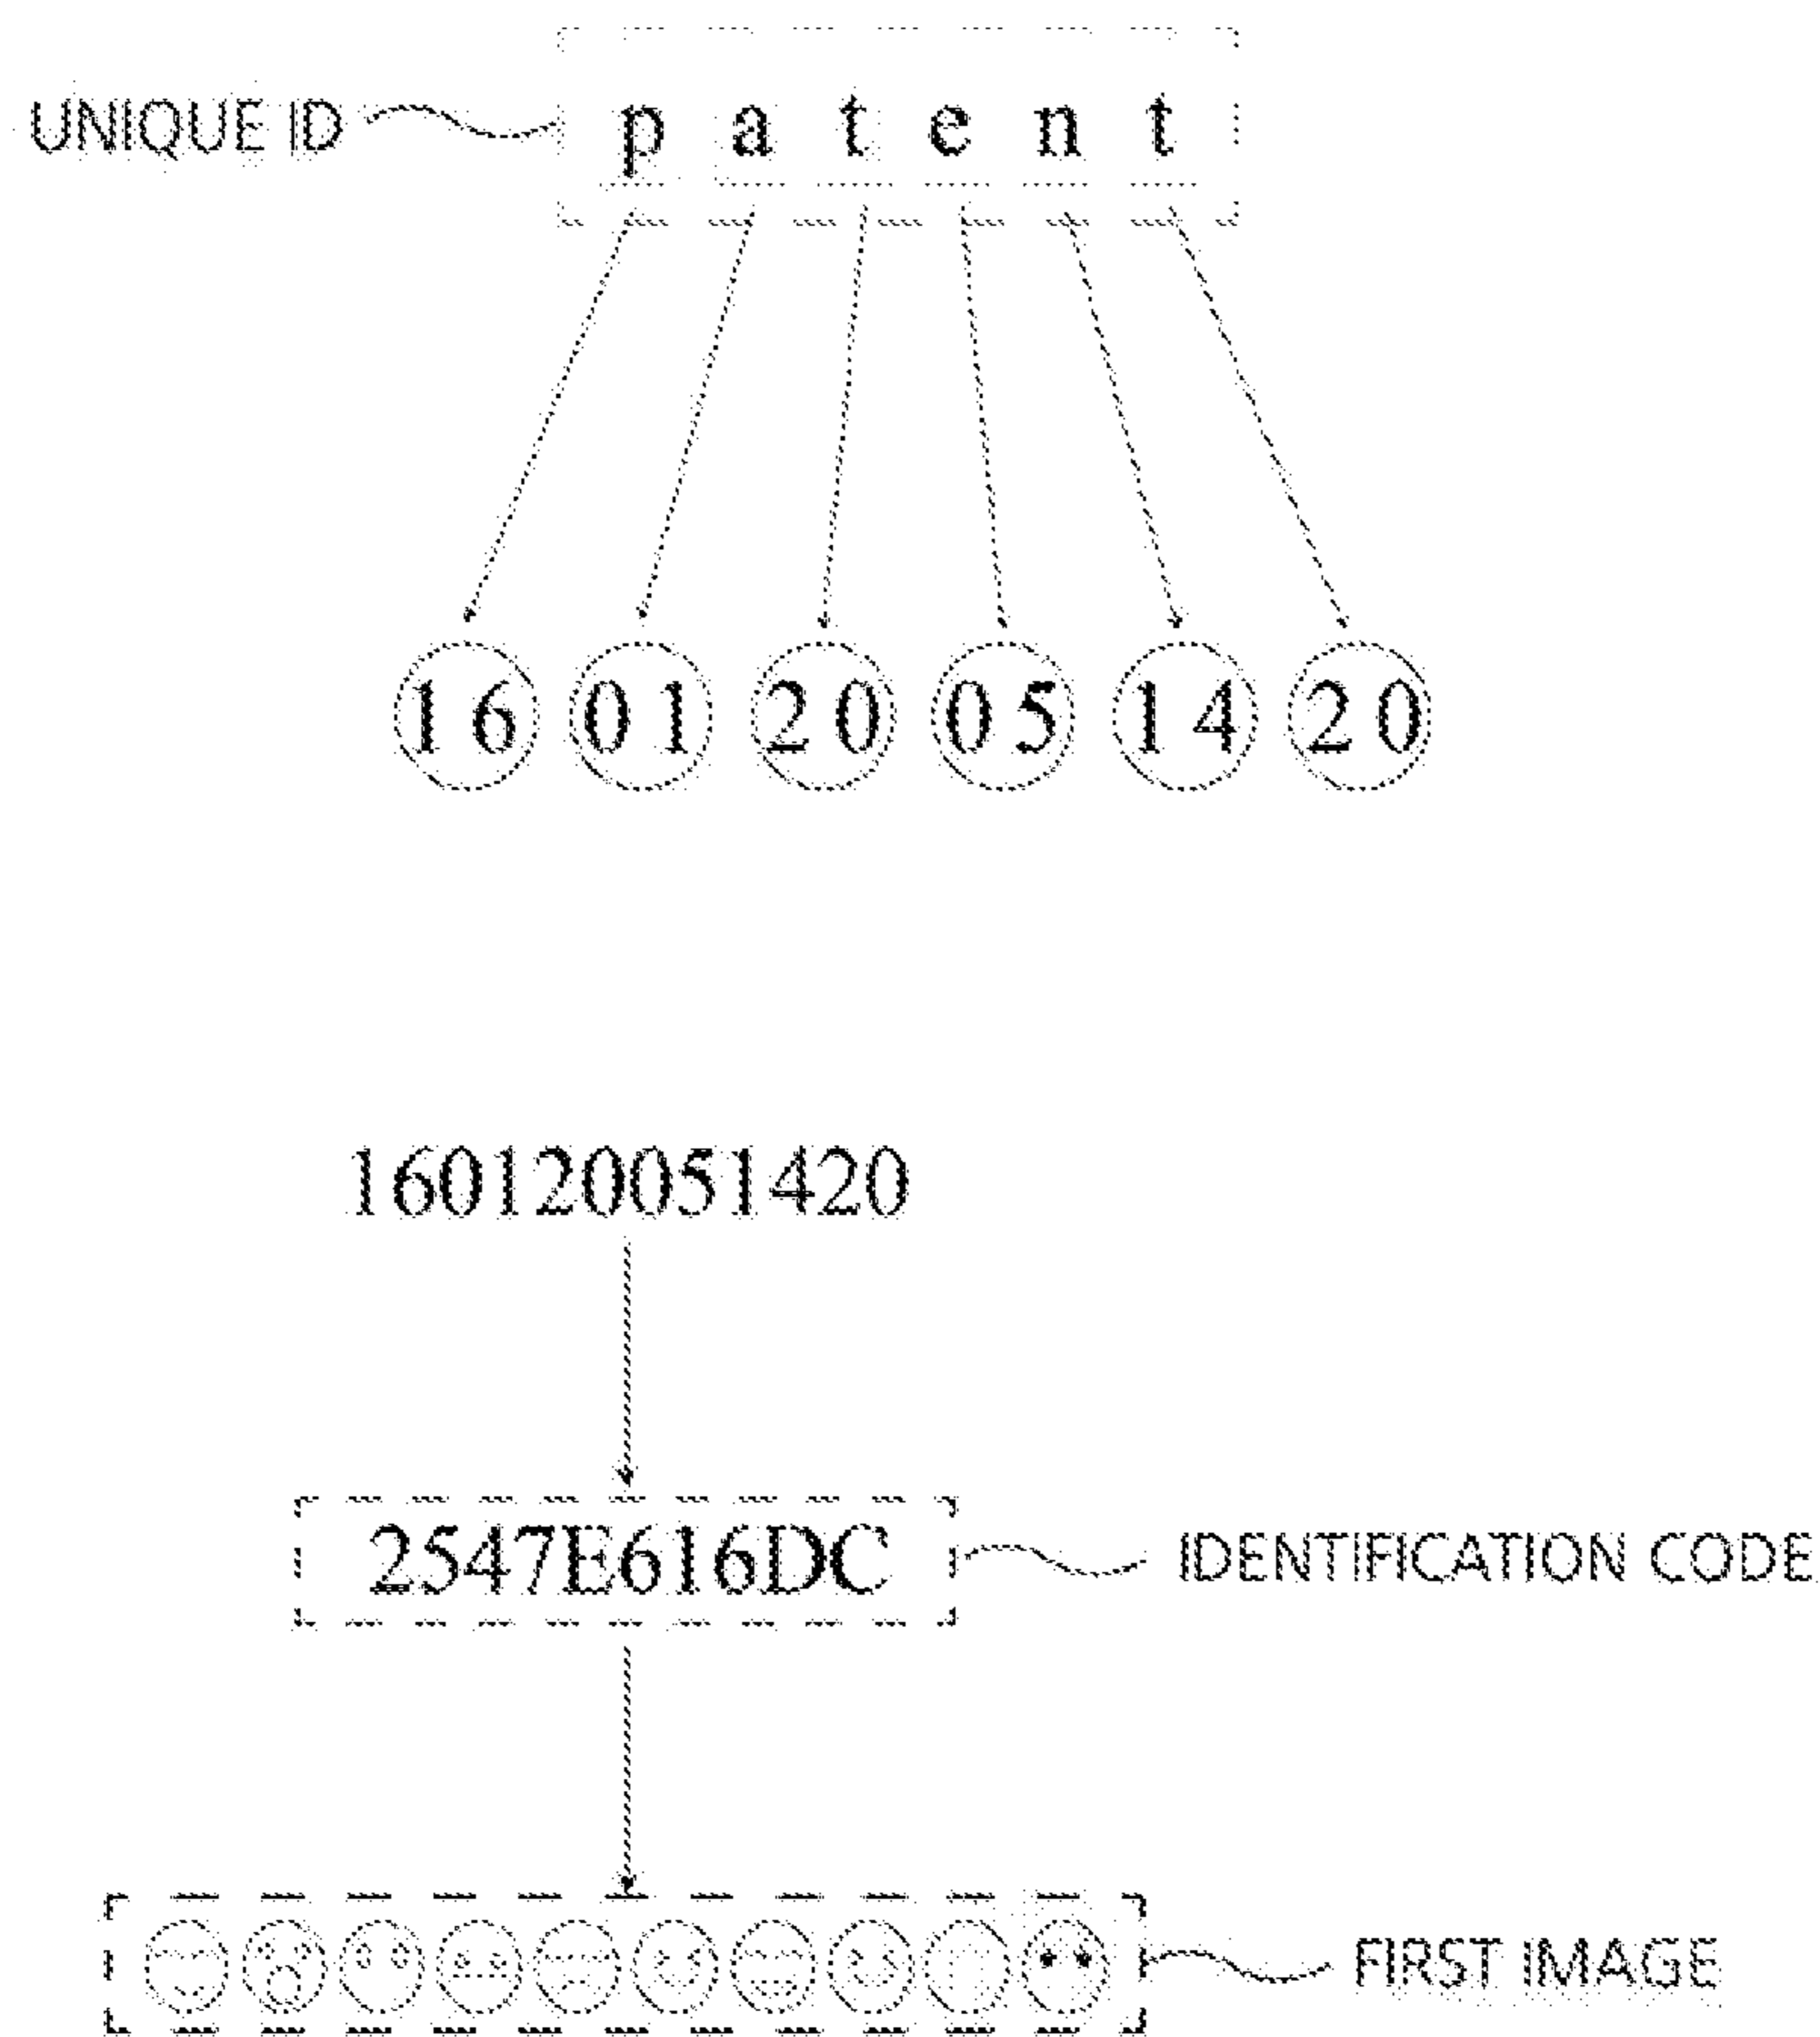 UNIQUE ID p a t e n t
16 01 20 05 14 20
160120051420
2547E616DC IDENTIFICATION CODE
FIRST IMAGE